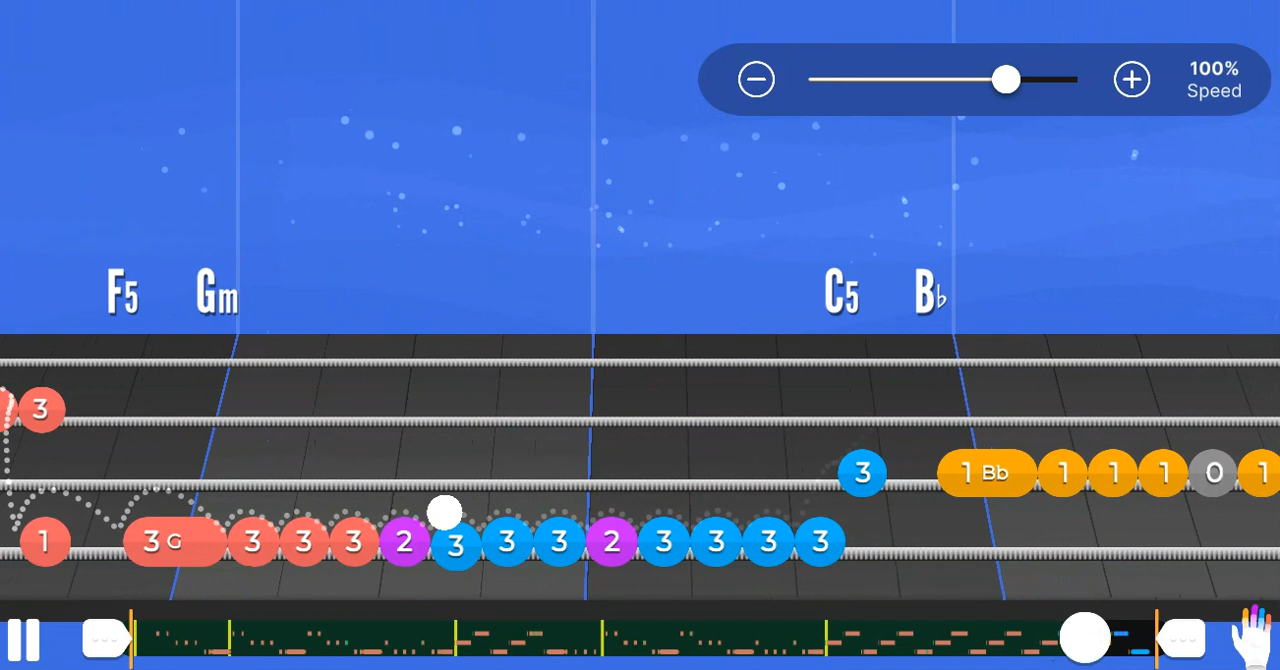 100%
Speed
F5 Gm C5 B♭
3
3 1 Bb 1 1 1 0 1
1 3 G 3 3 3 2 3 3 3 2 3 3 3 3